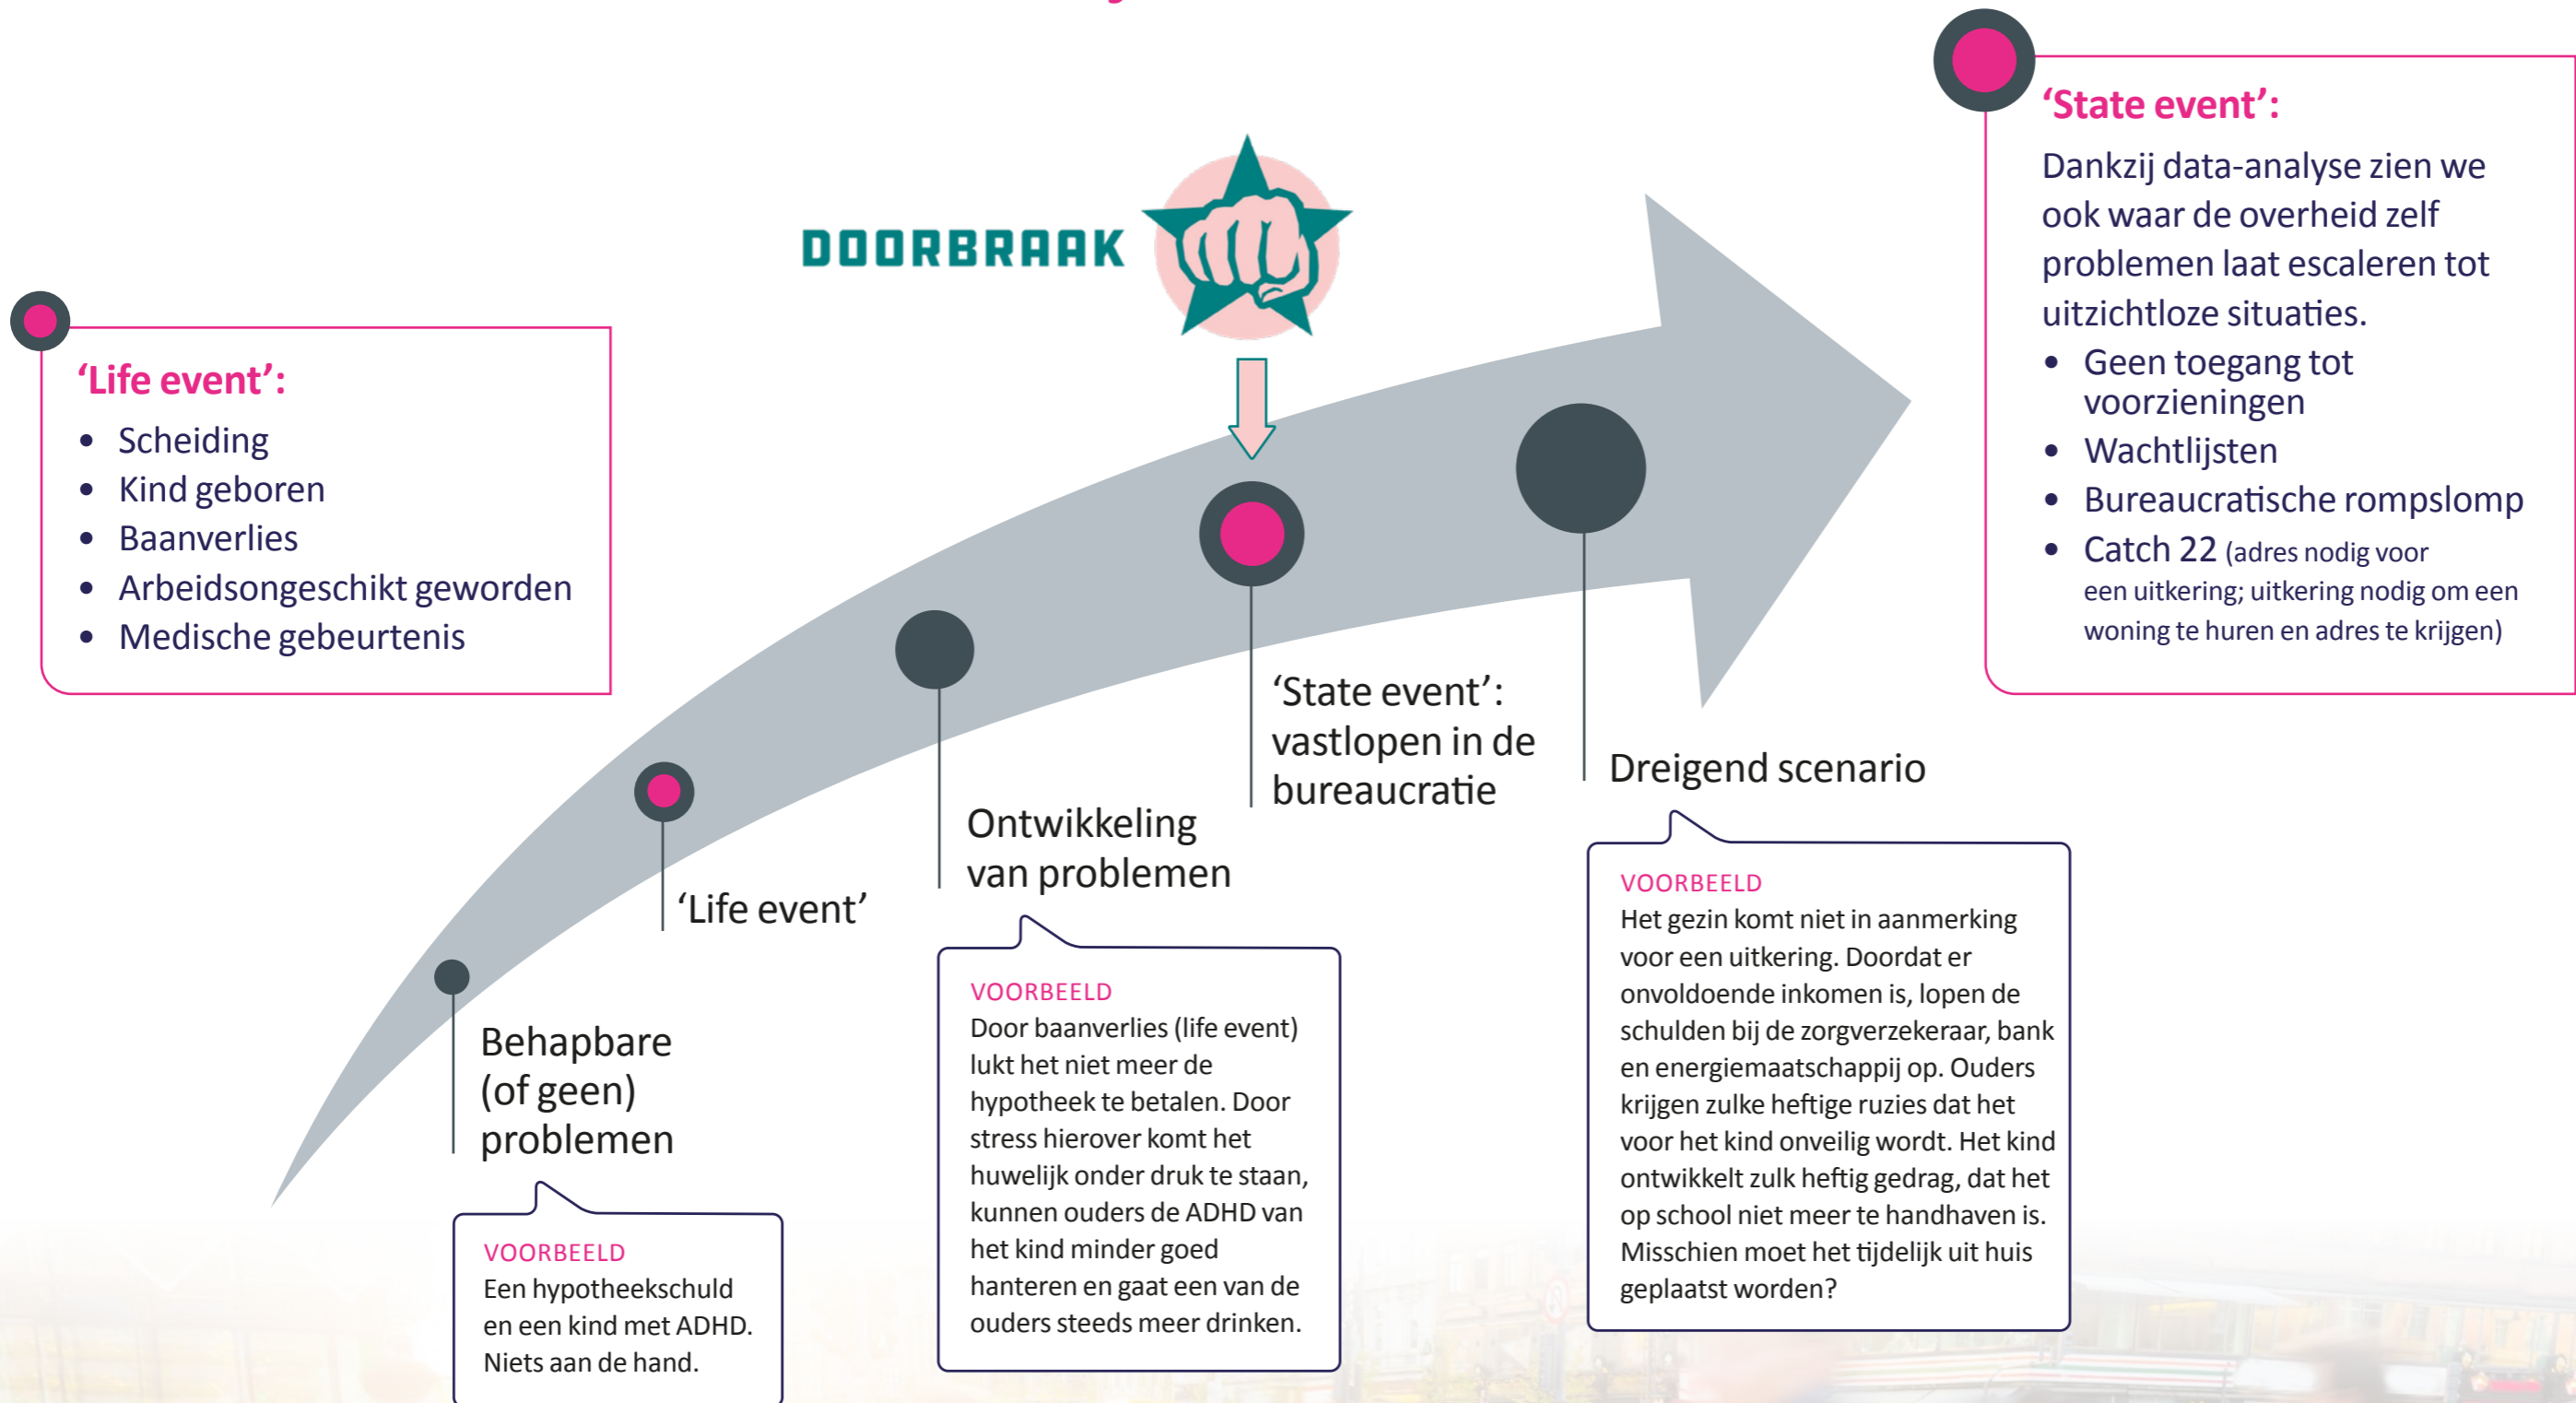 DOORBRAAK
‘Life event’:
• Scheiding
• Kind geboren
• Baanverlies
• Arbeidsongeschikt geworden
• Medische gebeurtenis
‘State event’:
Dankzij data-analyse zien we
ook waar de overheid zelf
problemen laat escaleren tot
uitzichtloze situaties.
• Geen toegang tot
voorzieningen
• Wachtlijsten
• Bureaucratische rompslomp
• Catch 22 (adres nodig voor
een uitkering; uitkering nodig om een
woning te huren en adres te krijgen)
Behapbare
(of geen)
problemen
VOORBEELD
Een hypotheekschuld
en een kind met ADHD.
Niets aan de hand.
‘Life event’
Ontwikkeling
van problemen
VOORBEELD
Door baanverlies (life event)
lukt het niet meer de
hypotheek te betalen. Door
stress hierover komt het
huwelijk onder druk te staan,
kunnen ouders de ADHD van
het kind minder goed
hanteren en gaat een van de
ouders steeds meer drinken.
‘State event’:
vastlopen in de
bureaucratie
Dreigend scenario
VOORBEELD
Het gezin komt niet in aanmerking
voor een uitkering. Doordat er
onvoldoende inkomen is, lopen de
schulden bij de zorgverzekeraar, bank
en energiemaatschappij op. Ouders
krijgen zulke heftige ruzies dat het
voor het kind onveilig wordt. Het kind
ontwikkelt zulk heftig gedrag, dat het
op school niet meer te handhaven is.
Misschien moet het tijdelijk uit huis
geplaatst worden?